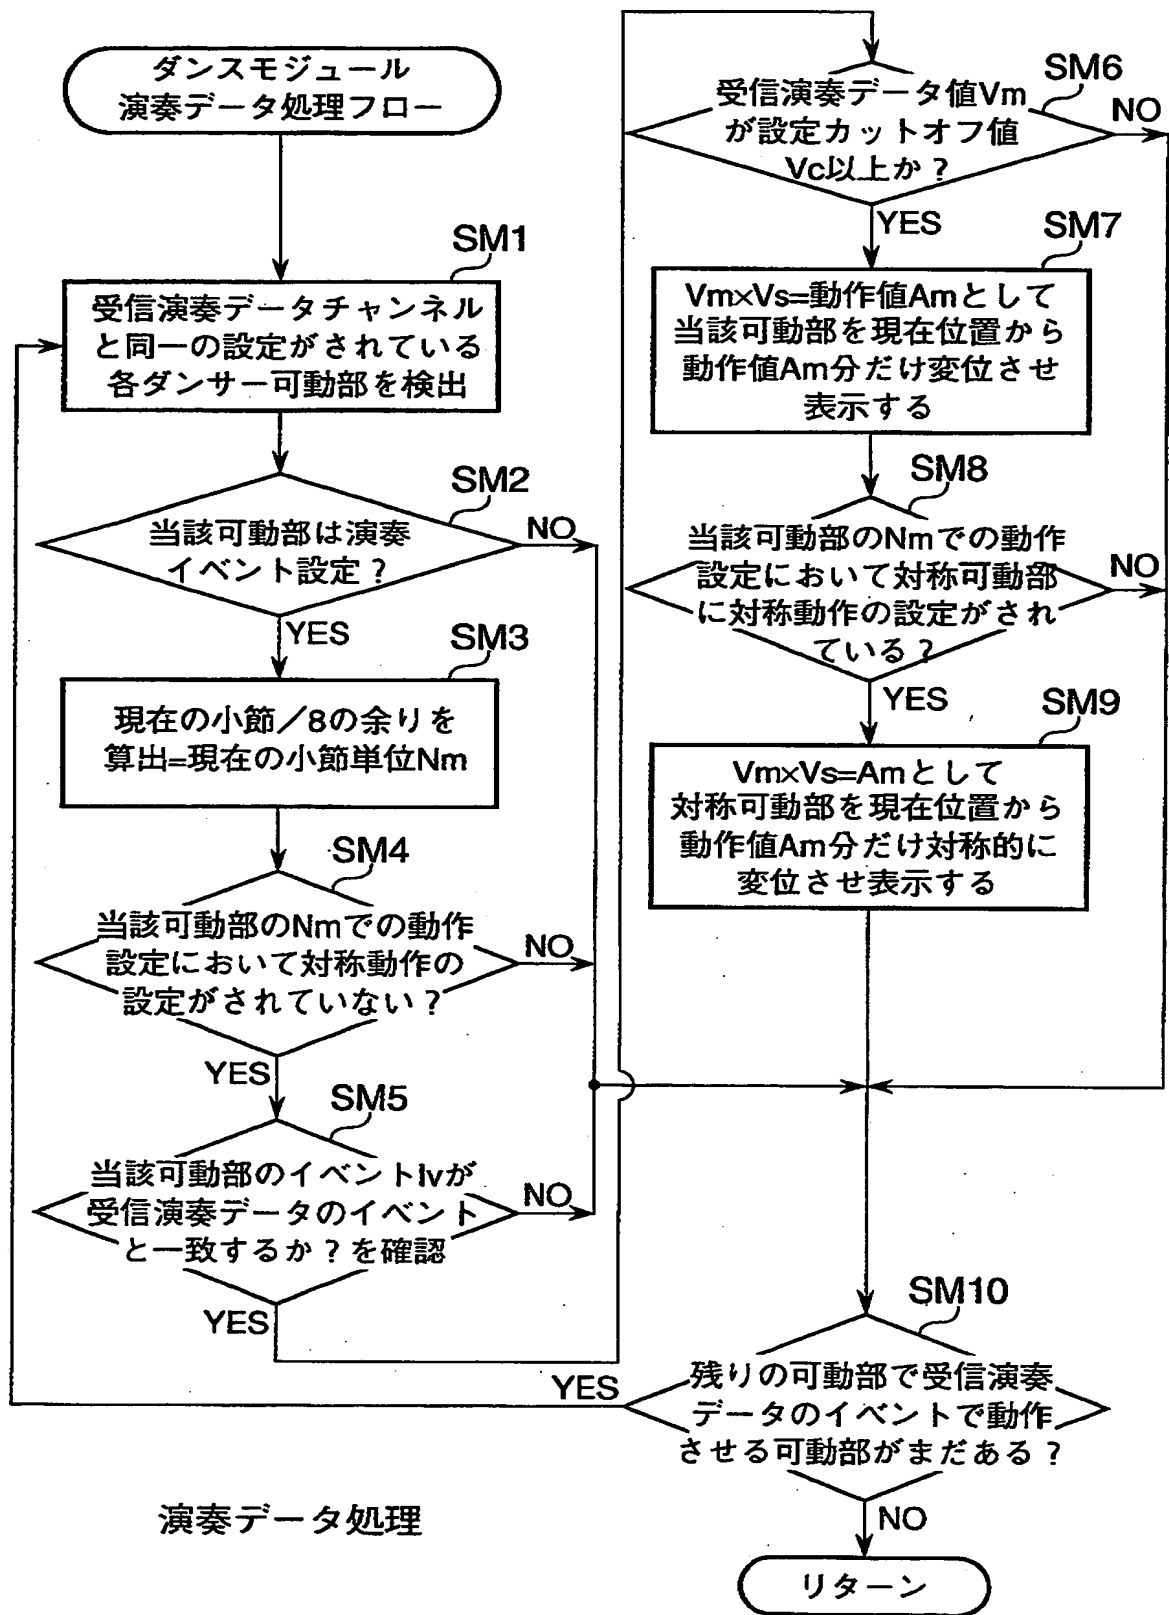 ダンスモジュール
演奏データ処理フロー
SM1
受信演奏データチャンネル
と同一の設定がされている
各ダンサー可動部を検出
SM2
当該可動部は演奏
イベント設定？
NO
YES
SM3
現在の小節／8の余りを
算出=現在の小節単位Nm
SM4
当該可動部のNmでの動作
設定において対称動作の
設定がされていない？
NO
YES
SM5
当該可動部のイベントIvが
受信演奏データのイベント
と一致するか？を確認
NO
YES
SM6
受信演奏データ値Vm
が設定カットオフ値
Vc以上か？
NO
YES
SM7
Vm×Vs=動作値Amとして
当該可動部を現在位置から
動作値Am分だけ変位させ
表示する
SM8
当該可動部のNmでの動作
設定において対称可動部
に対称動作の設定がされ
ている？
NO
YES
SM9
Vm×Vs=Amとして
対称可動部を現在位置から
動作値Am分だけ対称的に
変位させ表示する
SM10
残りの可動部で受信演奏
データのイベントで動作
させる可動部がまだある？
YES
NO
リターン
演奏データ処理